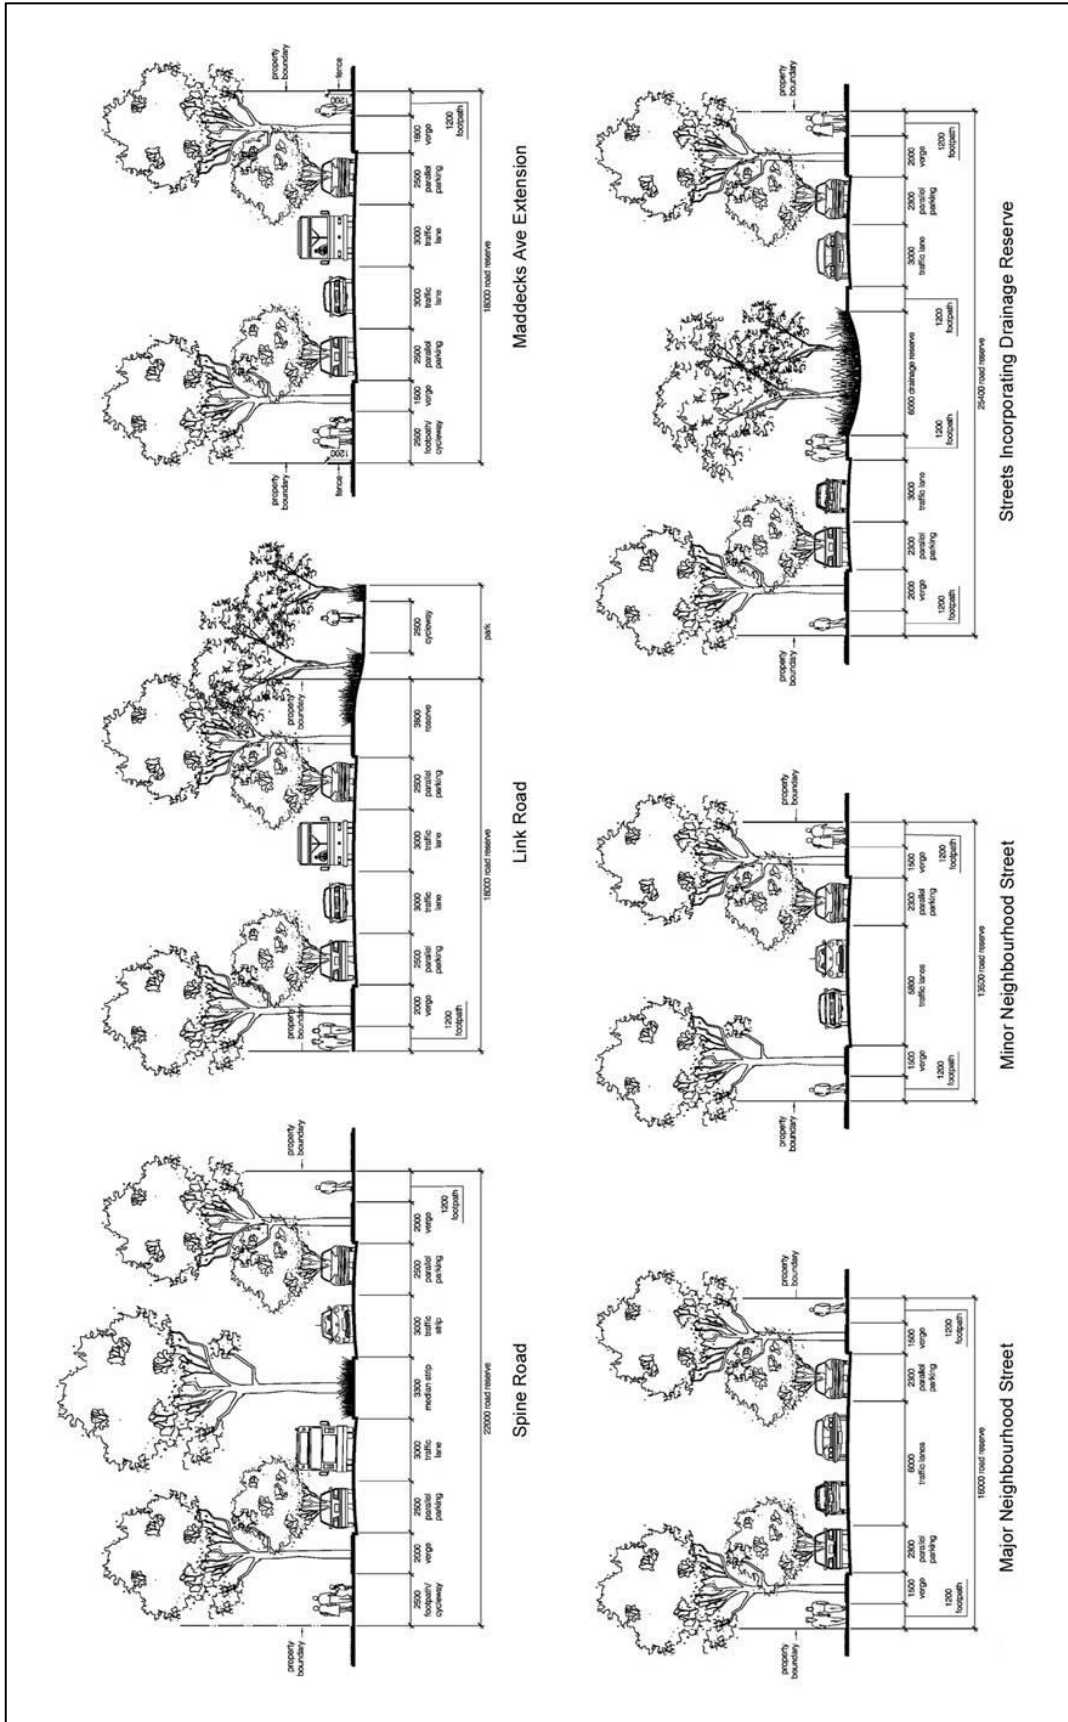 property
boundary
property
boundary
2500
footpath/
cycleway
2000
verge
2500
parallel
parking
3000
traffic
lane
3300
median strip
3000
traffic
strip
2500
parallel
parking
2000
verge
1200
footpath
22000 road reserve
Spine Road
property
boundary
property
boundary
1200
footpath
2000
verge
2500
parallel
parking
3000
traffic
lane
3000
traffic
lane
2500
parallel
parking
reserve
2500
cycleway
18000 road reserve
park
Link Road
property
boundary
property
boundary
1200
fence
1200
fence
2500
footpath/
cycleway
1500
verge
2500
parallel
parking
3000
traffic
lane
3000
traffic
lane
2500
parallel
parking
verge
1200
footpath
18000 road reserve
Maddecks Ave Extension
property
boundary
property
boundary
1200
footpath
1500
verge
2300
parallel
parking
6000
traffic lanes
2300
parallel
parking
1500
verge
1200
footpath
16000 road reserve
Major Neighbourhood Street
property
boundary
property
boundary
1200
footpath
1500
verge
5800
traffic lanes
2300
parallel
parking
1500
verge
1200
footpath
13500 road reserve
Minor Neighbourhood Street
property
boundary
property
boundary
1200
footpath
2000
verge
2300
parallel
parking
3000
traffic lane
1200
footpath
6000 drainage reserve
1200
footpath
3000
traffic lane
2300
parallel
parking
2000
verge
1200
footpath
25400 road reserve
Streets Incorporating Drainage Reserve